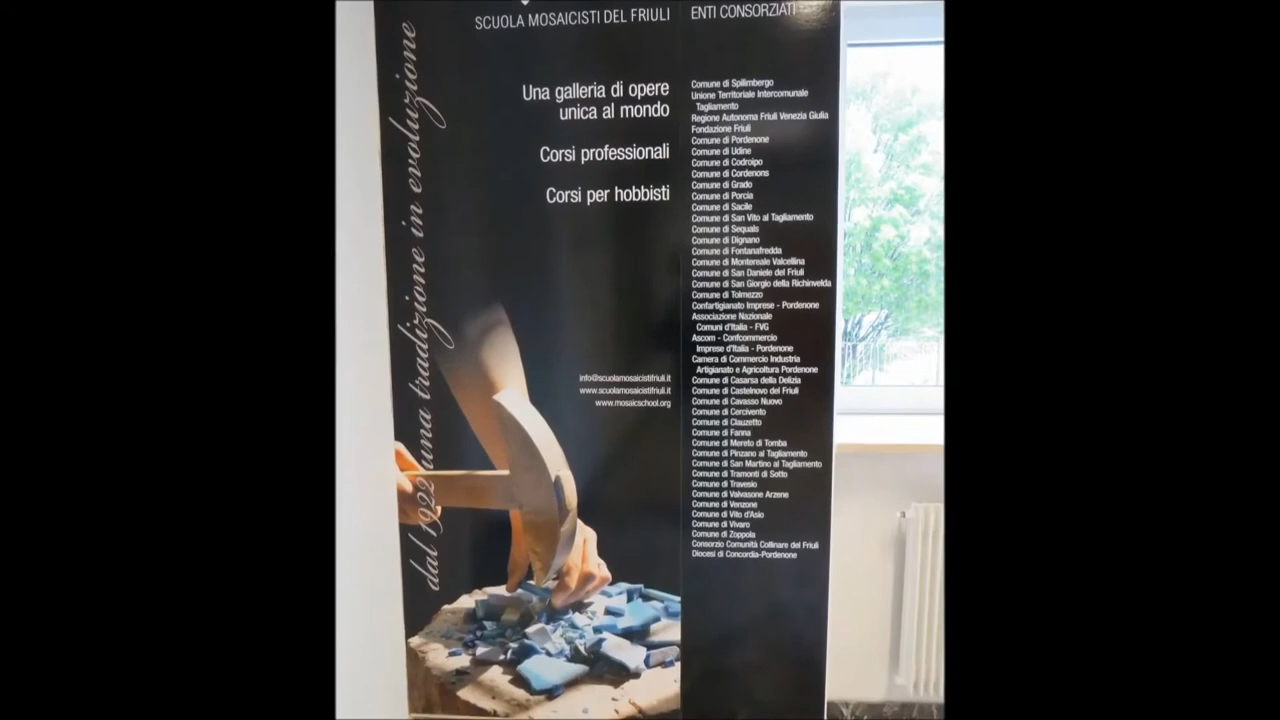 SCUOLA MOSAICISTI DEL FRIULI
dal 1922 una tradizione in evoluzione
Una galleria di opere
unica al mondo
Corsi professionali
Corsi per hobbisti
info@scuolamosaicistifriuli.it
www.scuolamosaicistifriuli.it
www.mosaicschool.org
ENTI CONSORZIATI
Comune di Spilimbergo
Unione Territoriale Intercomunale
Tagliamento
Regione Autonoma Friuli Venezia Giulia
Fondazione Friuli
Comune di Pordenone
Comune di Udine
Comune di Codroipo
Comune di Cordenons
Comune di Grado
Comune di Porcia
Comune di Sacile
Comune di San Vito al Tagliamento
Comune di Sequals
Comune di Dignano
Comune di Fontanafredda
Comune di Montereale Valcellina
Comune di San Daniele del Friuli
Comune di San Giorgio della Richinvelda
Comune di Tolmezzo
Confartigianato Imprese - Pordenone
Associazione Nazionale
Comuni d'Italia - FVG
Ascom - Confcommercio
Imprese d'Italia - Pordenone
Camera di Commercio Industria
Artigianato e Agricoltura Pordenone
Comune di Casarsa della Delizia
Comune di Castelnovo del Friuli
Comune di Cavasso Nuovo
Comune di Cercivento
Comune di Clauzetto
Comune di Fanna
Comune di Mereto di Tomba
Comune di Pinzano al Tagliamento
Comune di San Martino al Tagliamento
Comune di Tramonti di Sotto
Comune di Travesio
Comune di Valvasone Arzene
Comune di Venzone
Comune di Vito d'Asio
Comune di Vivaro
Comune di Zoppola
Consorzio Comunità Collinare del Friuli
Diocesi di Concordia-Pordenone